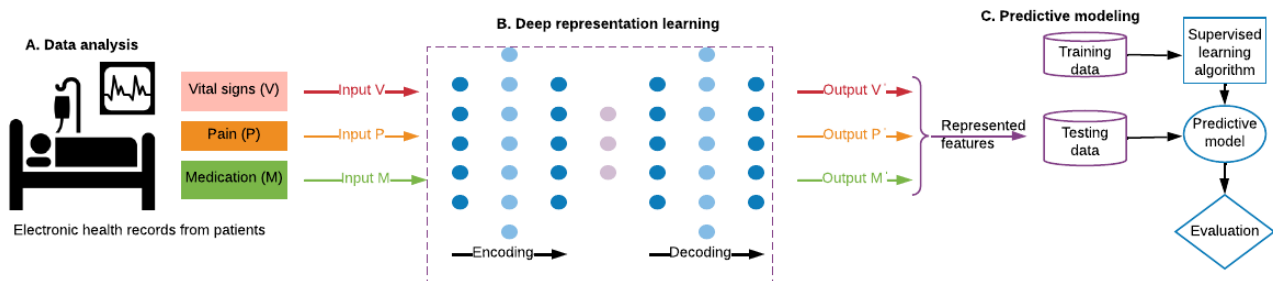 A. Data analysis
Vital signs (V)
Pain (P)
Medication (M)
Electronic health records from patients
Input V
Input P
Input M
B. Deep representation learning
Encoding
Decoding
Output V'
Output P'
Output M'
Represented
features
C. Predictive modeling
Training
data
Testing
data
Supervised
learning
algorithm
Predictive
model
Evaluation